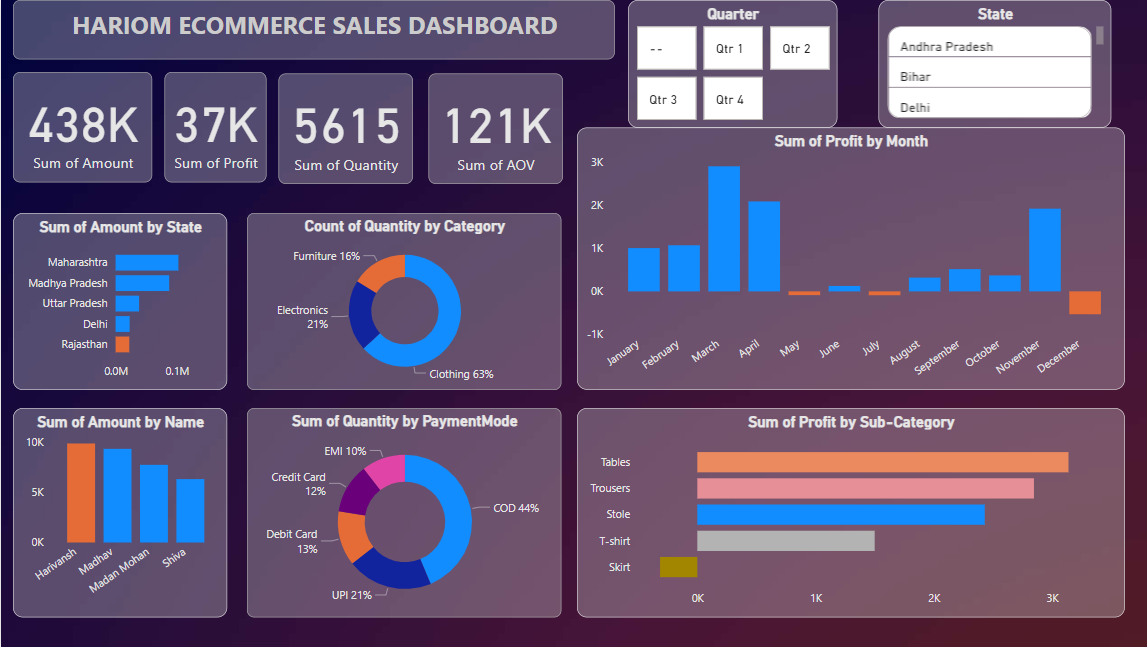 HARIOM ECOMMERCE SALES DASHBOARD
Quarter
--
Qtr 1
Qtr 2
Qtr 3
Qtr 4
State
Andhra Pradesh
Bihar
Delhi
438K
Sum of Amount
37K
Sum of Profit
5615
Sum of Quantity
121K
Sum of AOV
Sum of Profit by Month
3K
2K
1K
0K
-1K
January
February
March
April
May
June
July
August
September
October
November
December
Sum of Amount by State
Maharashtra
Madhya Pradesh
Uttar Pradesh
Delhi
Rajasthan
0.0M
0.1M
Count of Quantity by Category
Furniture 16%
Electronics
21%
Clothing 63%
Sum of Amount by Name
10K
5K
0K
Harivansh
Madhav
Madan Mohan
Shiva
Sum of Quantity by PaymentMode
EMI 10%
Credit Card
12%
Debit Card
13%
UPI 21%
COD 44%
Sum of Profit by Sub-Category
Tables
Trousers
Stole
T-shirt
Skirt
0K
1K
2K
3K